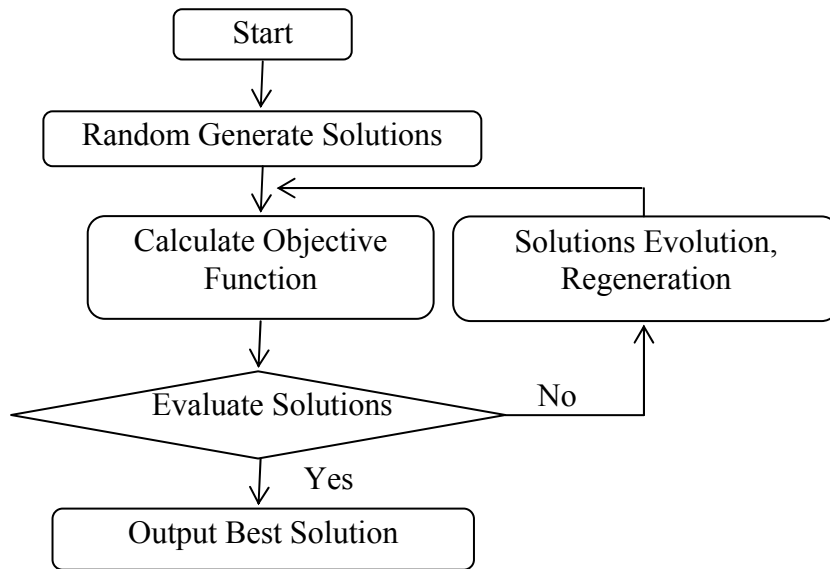 Start
Random Generate Solutions
Calculate Objective
Function
Solutions Evolution,
Regeneration
Evaluate Solutions
No
Yes
Output Best Solution